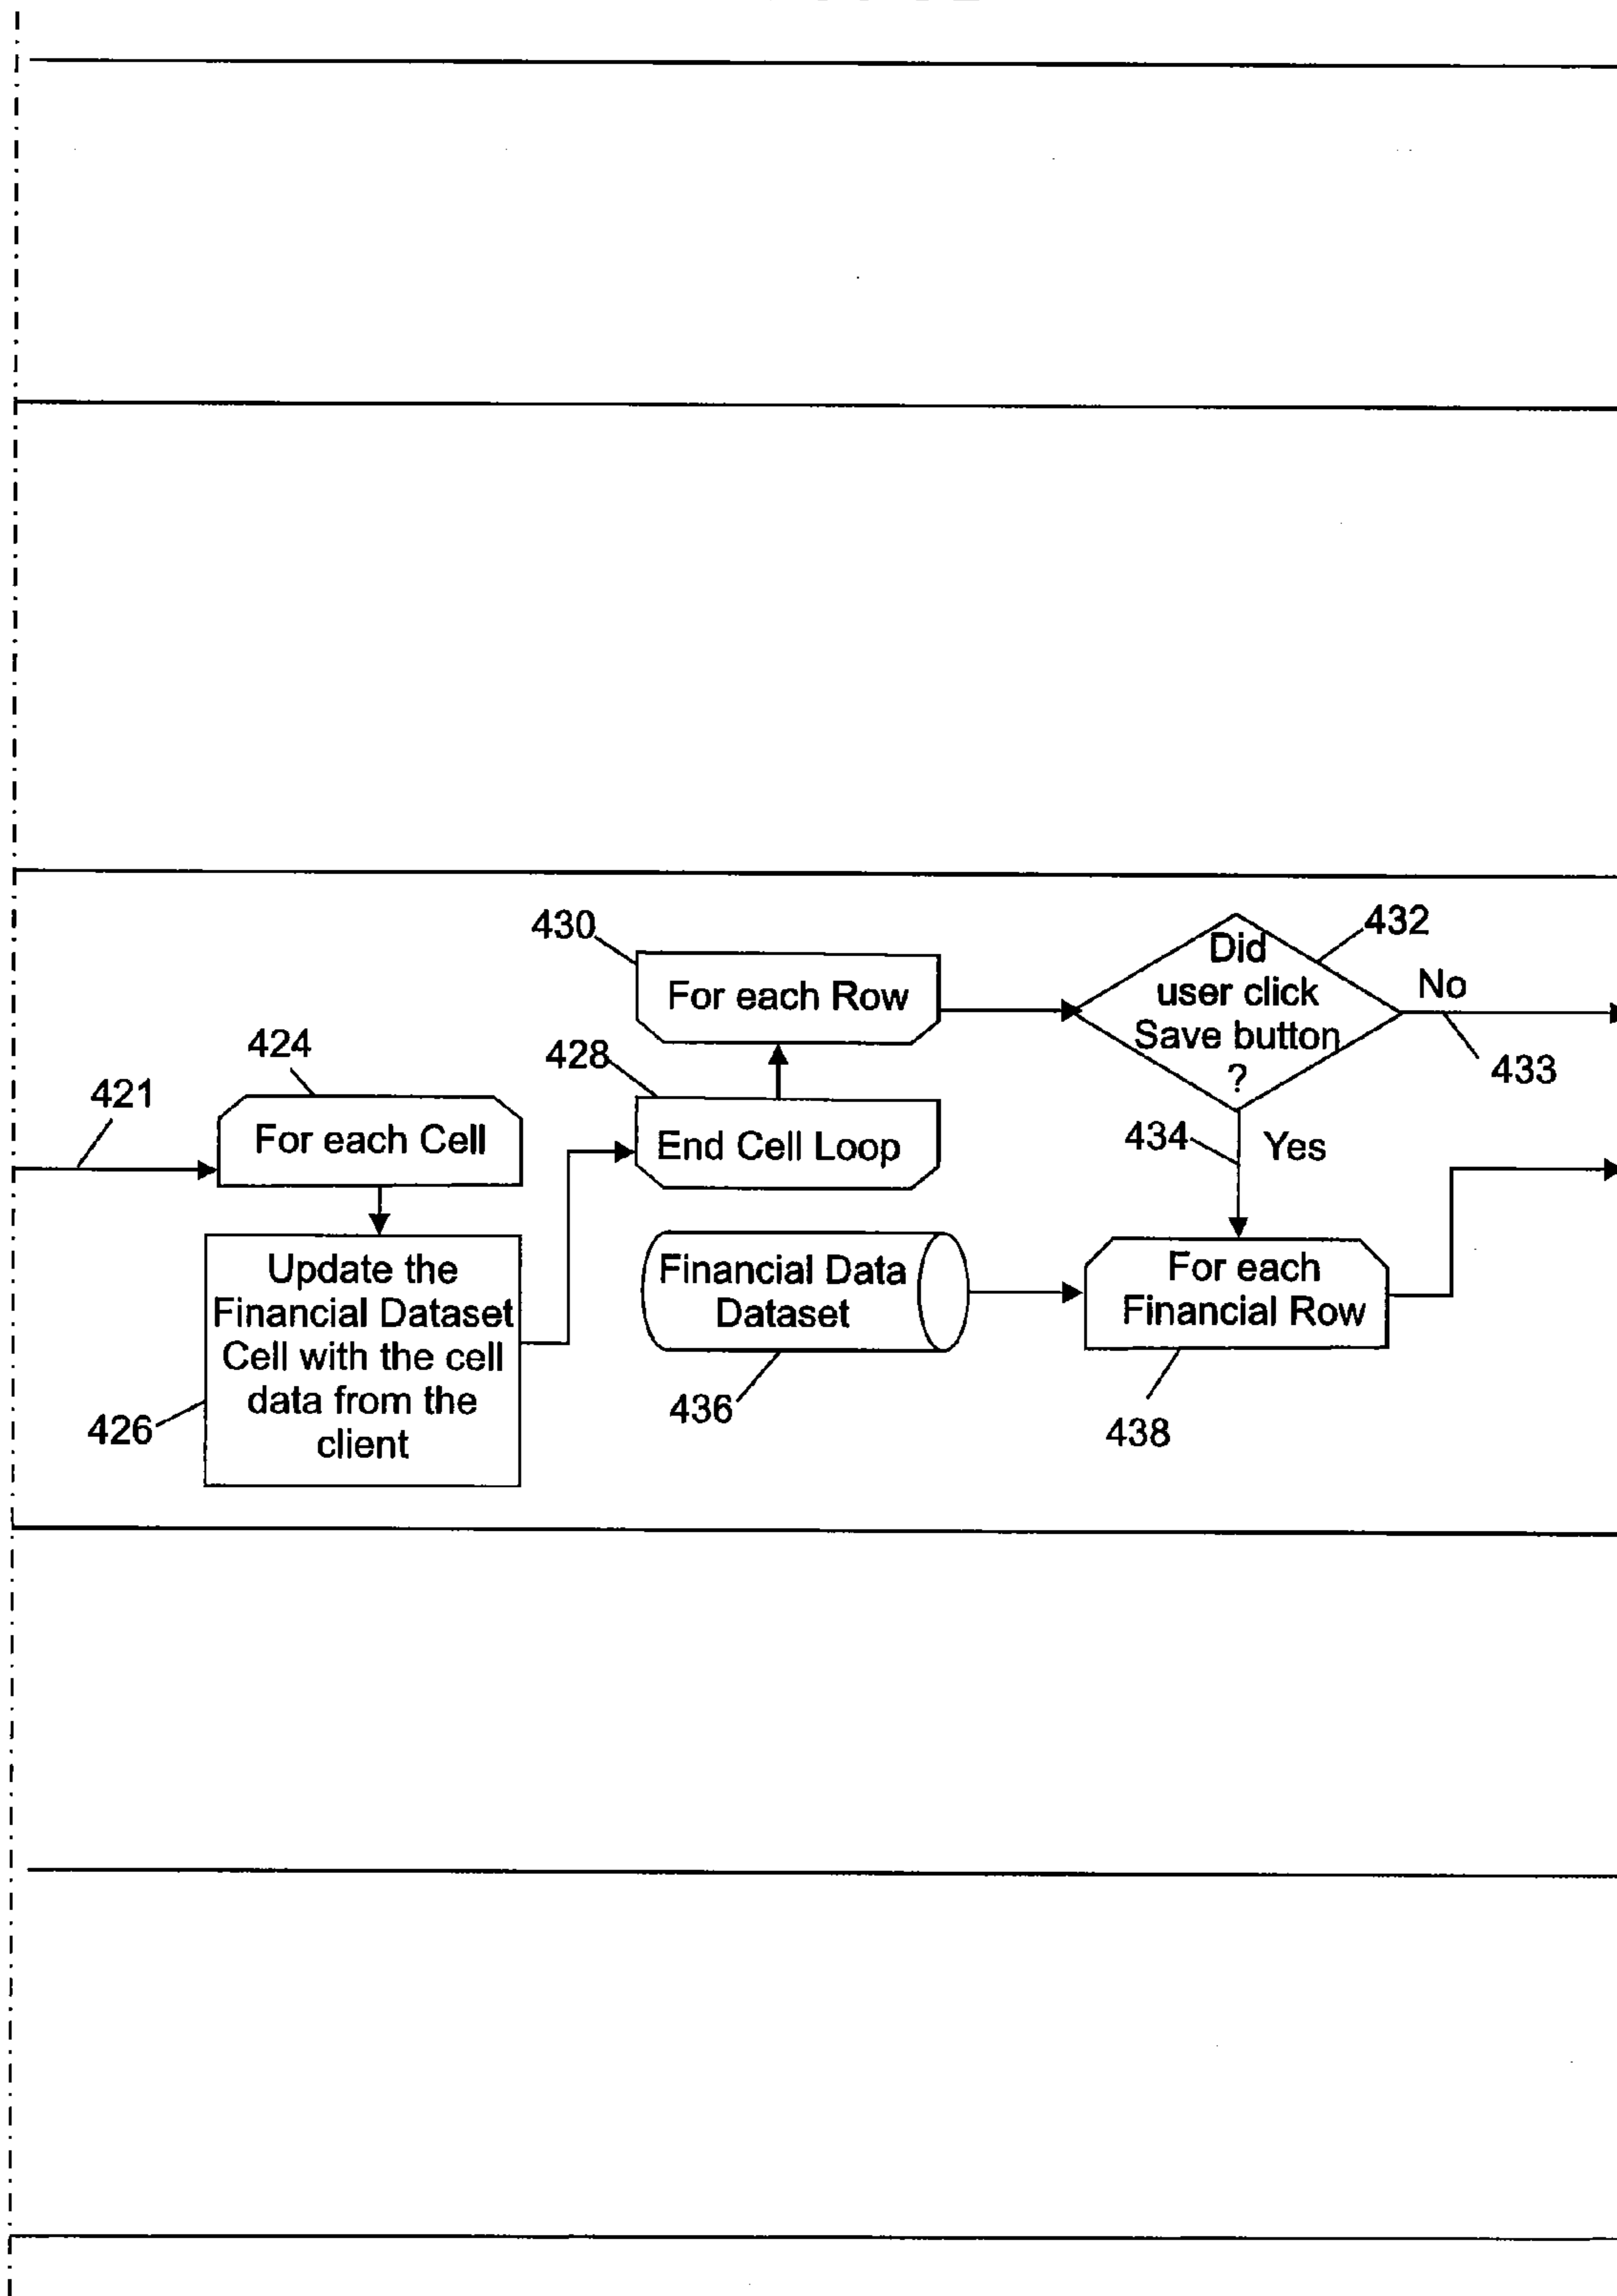 430
For each Row
Did
user click
Save button
?
432
No
433
424
428
421
For each Cell
End Cell Loop
434
Yes
Update the
Financial Dataset
Cell with the cell
data from the
client
426
Financial Data
Dataset
436
For each
Financial Row
438